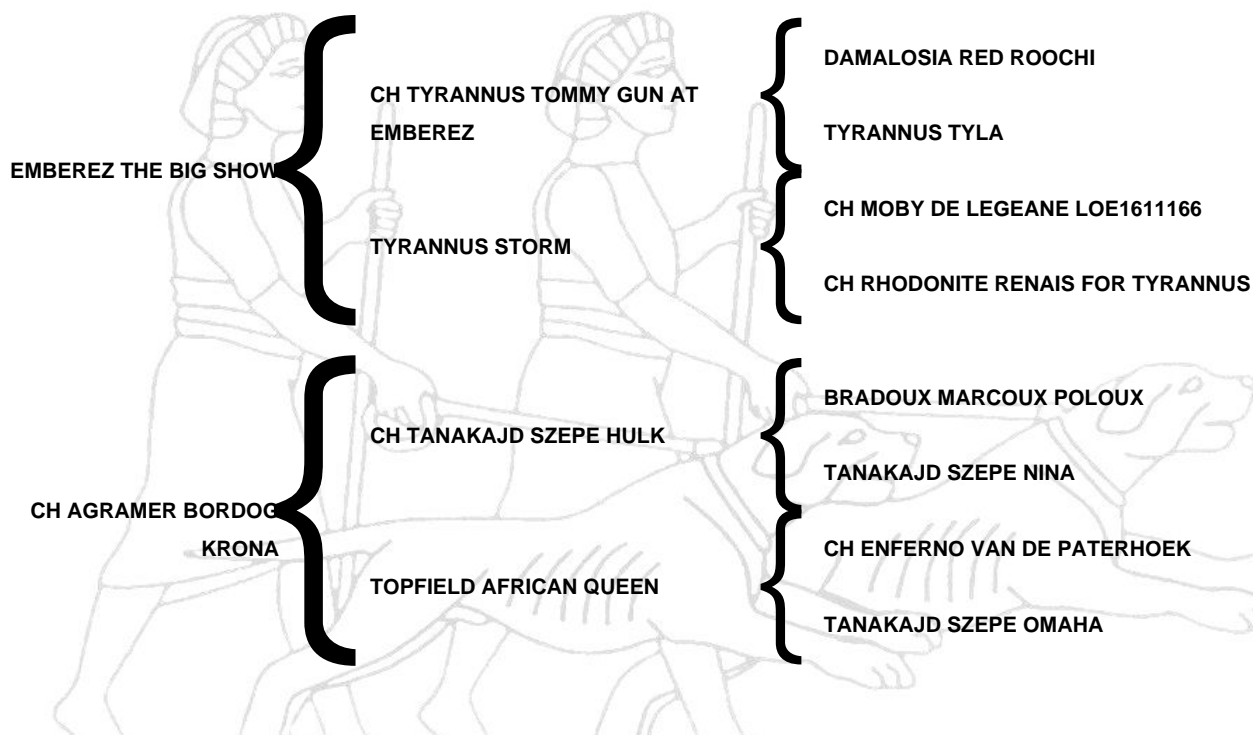 EMBEREZ THE BIG SHOW
CH TYRANNUS TOMMY GUN AT
EMBEREZ
DAMALOSIA RED ROOCHI
TYRANNUS TYLA
TYRANNUS STORM
CH MOBY DE LEGEANE LOE1611166
CH RHODONITE RENAIS FOR TYRANNUS
CH AGRAMER BORDOG
KRONA
CH TANAKAJD SZEPE HULK
BRADOUX MARCOUX POLOUX
TANAKAJD SZEPE NINA
TOPFIELD AFRICAN QUEEN
CH ENFERNO VAN DE PATERHOEK
TANAKAJD SZEPE OMAHA